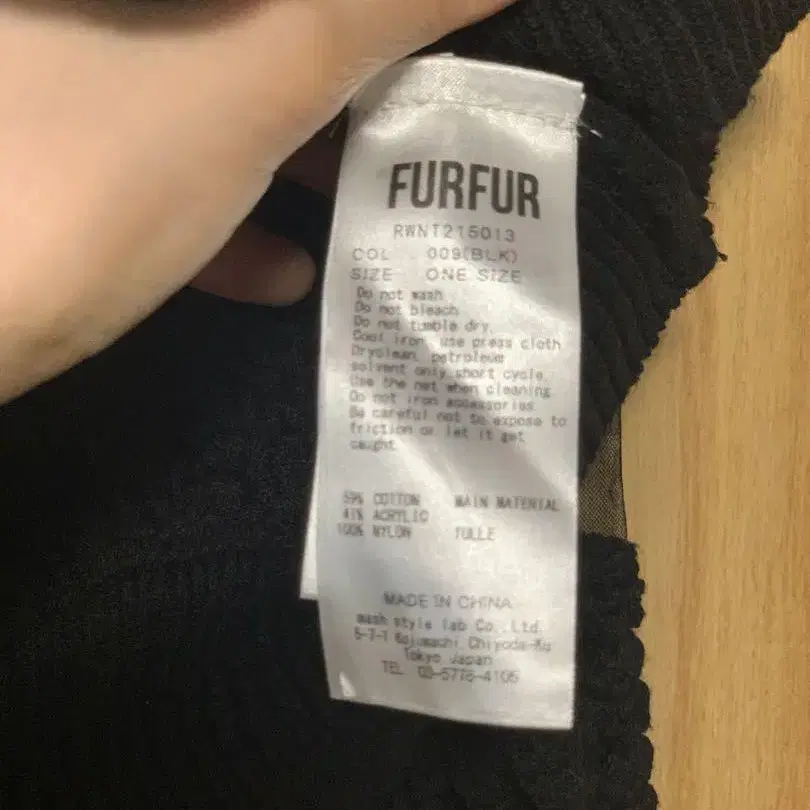 FURFUR
RWNT215013
COL 009(BLK)
SIZE ONE SIZE
Do not wash
Do not bleach
Do not tumble dry.
Cool iron use press cloth
Dryclean, petroleum
solvent only,short cycle
Use the net when cleaning
Do not iron accessories
Be careful not to expose to
friction or let it get
caught
59% COTTON MAIN MATERIAL
41% ACRYLIC
100% NYLON TULLE
MADE IN CHINA
mash style lab Co.,Ltd.
5-7-1 Kojimachi Chiyoda-Ku
Tokyo Japan
TEL 03-5778-4105